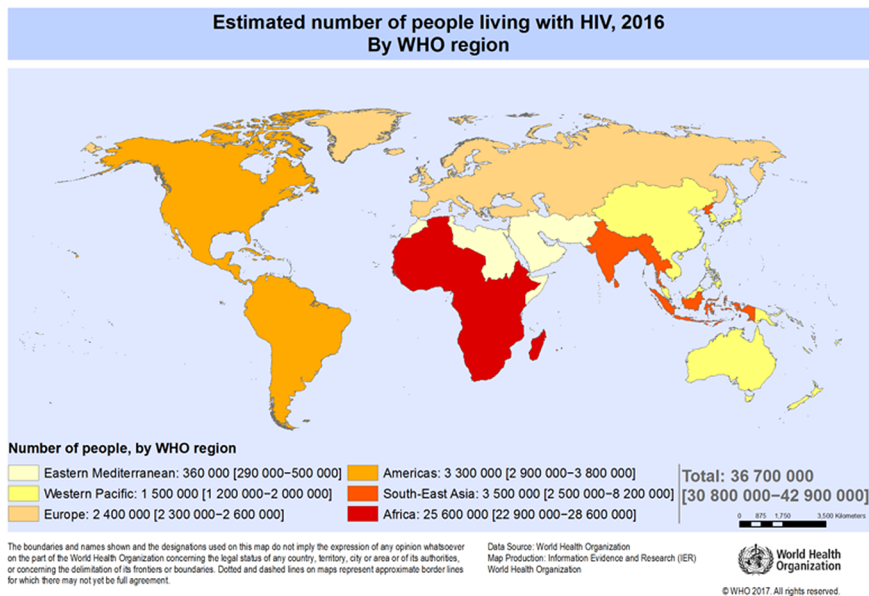 Estimated number of people living with HIV, 2016
By WHO region
Number of people, by WHO region
Eastern Mediterranean: 360 000 [290 000–500 000]
Western Pacific: 1 500 000 [1 200 000–2 000 000]
Europe: 2 400 000 [2 300 000–2 600 000]
Americas: 3 300 000 [2 900 000–3 800 000]
South-East Asia: 3 500 000 [2 500 000–8 200 000]
Africa: 25 600 000 [22 900 000–28 600 000]
Total: 36 700 000
[30 800 000–42 900 000]
0 875 1,750 3,500 Kilometers
The boundaries and names shown and the designations used on this map do not imply the expression of any opinion whatsoever
on the part of the World Health Organization concerning the legal status of any country, territory, city or area or of its authorities,
or concerning the delimitation of its frontiers or boundaries. Dotted and dashed lines on maps represent approximate border lines
for which there may not yet be full agreement.
Data Source: World Health Organization
Map Production: Information Evidence and Research (IER)
World Health Organization
World Health
Organization
© WHO 2017. All rights reserved.